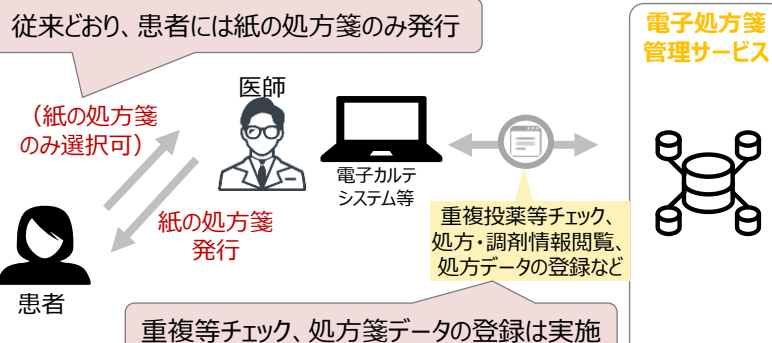 従来どおり、患者には紙の処方箋のみ発行
電子処方箋
管理サービス
医師
（紙の処方箋
のみ選択可）
電子カルテ
システム等
紙の処方箋
発行
重複投薬等チェック、
処方・調剤情報閲覧、
処方データの登録など
患者
重複等チェック、処方箋データの登録は実施